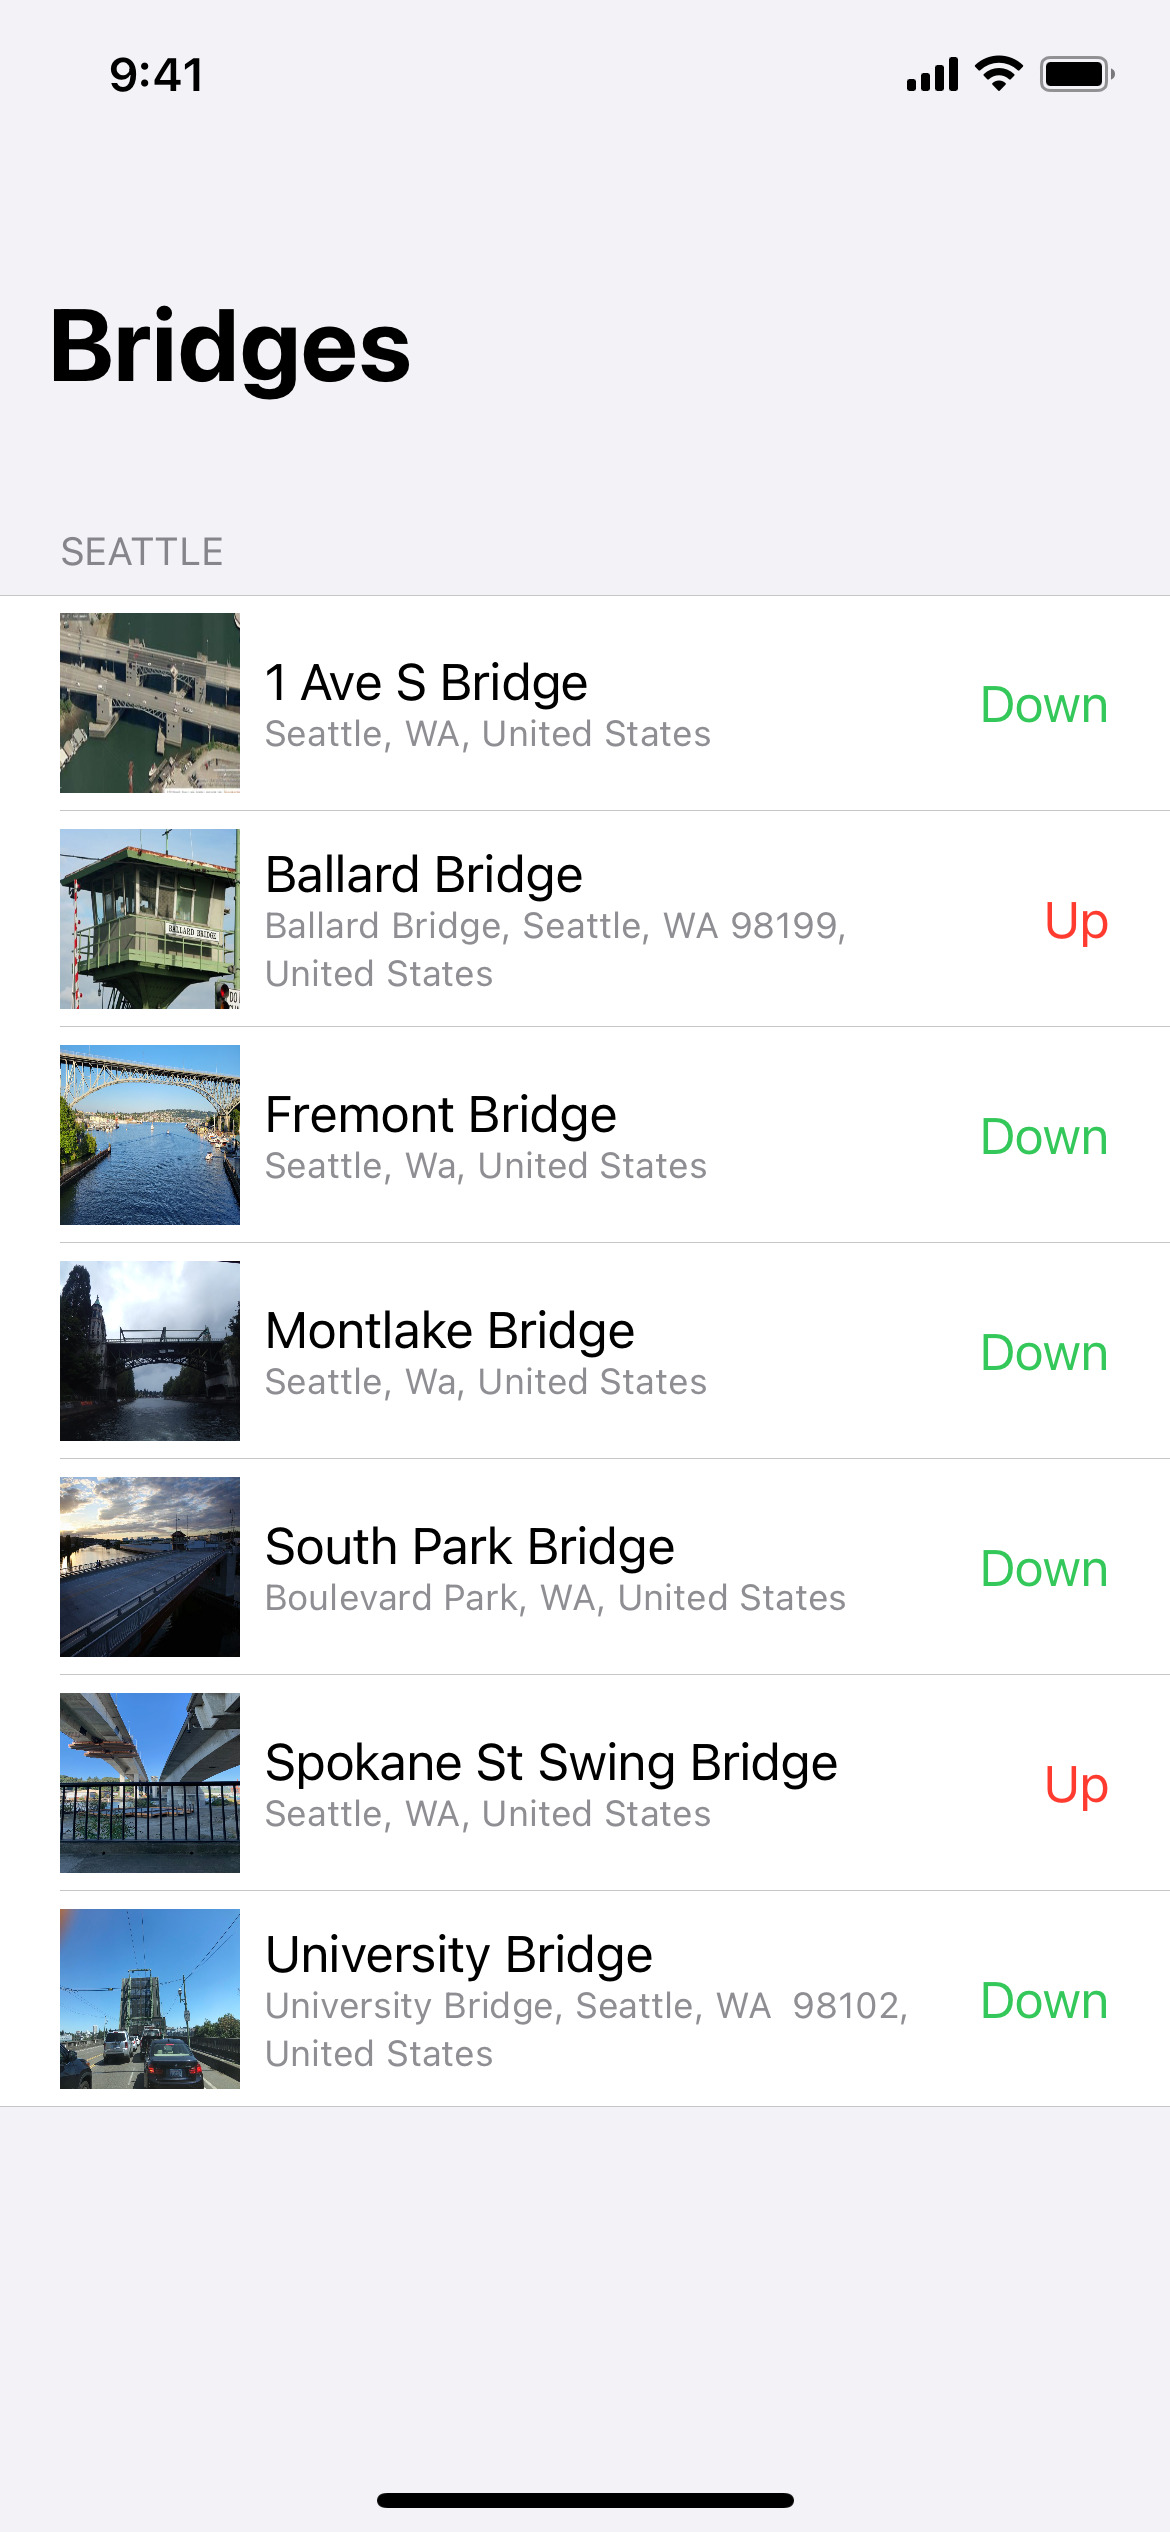 9:41
Bridges
SEATTLE
1 Ave S Bridge
Seattle, WA, United States
Down
BALLARD BRIDGE
Ballard Bridge
Ballard Bridge, Seattle, WA 98199,
United States
Up
Fremont Bridge
Seattle, Wa, United States
Down
Montlake Bridge
Seattle, Wa, United States
Down
South Park Bridge
Boulevard Park, WA, United States
Down
Spokane St Swing Bridge
Seattle, WA, United States
Up
University Bridge
University Bridge, Seattle, WA  98102,
United States
Down